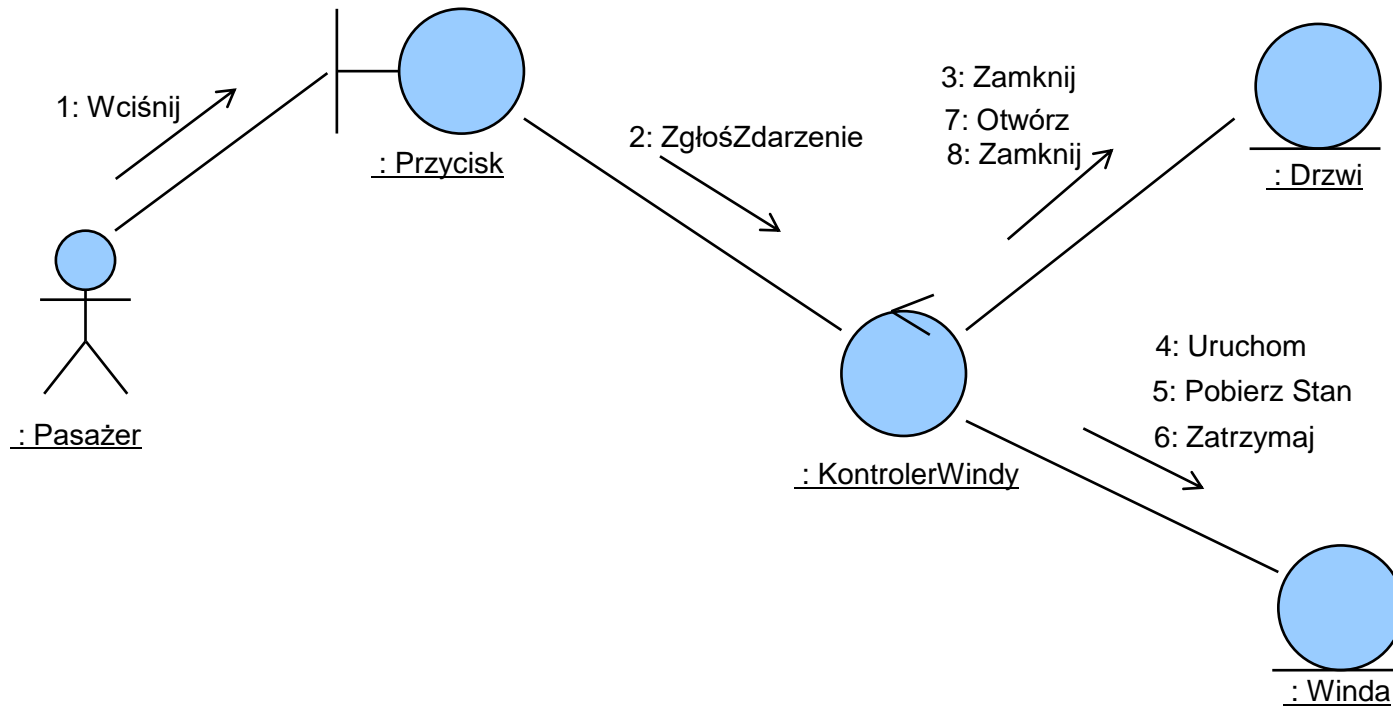 1: Wciśnij
: Przycisk
2: ZgłośZdarzenie
3: Zamknij
7: Otwórz
8: Zamknij
: Drzwi
: Pasażer
: KontrolerWindy
4: Uruchom
5: Pobierz Stan
6: Zatrzymaj
: Winda